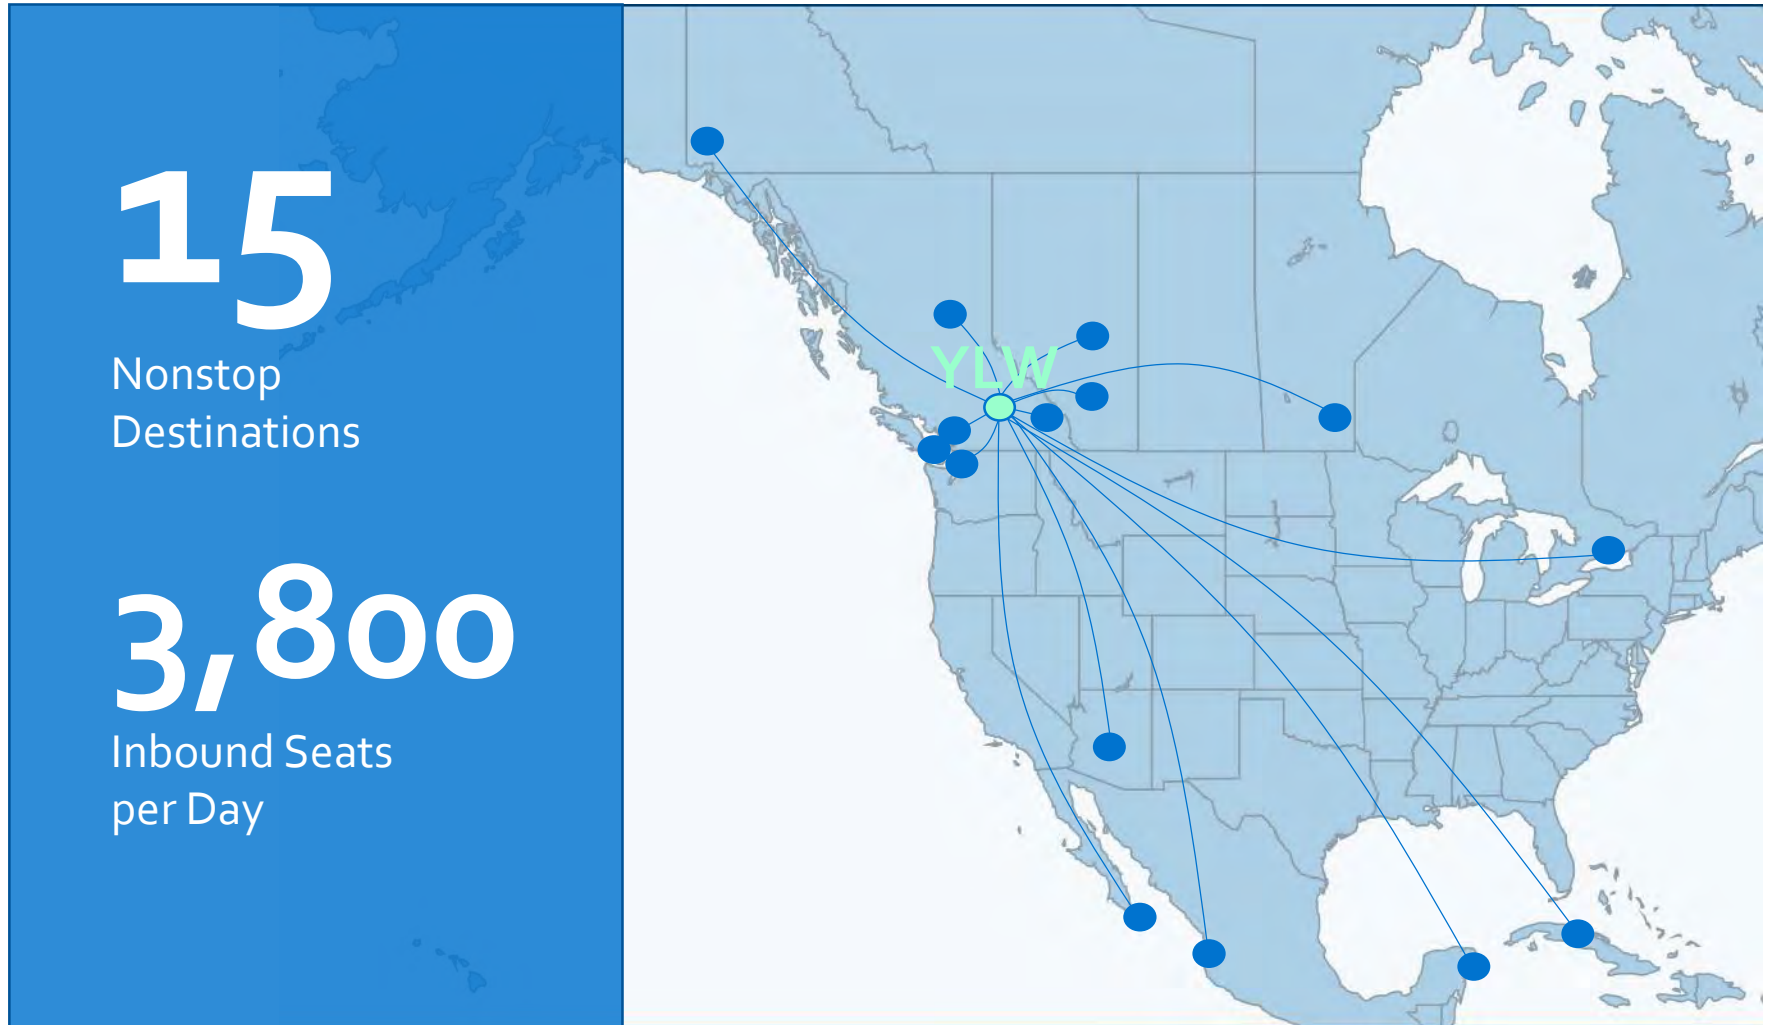 15
Nonstop
Destinations
3,800
Inbound Seats
per Day
YLW